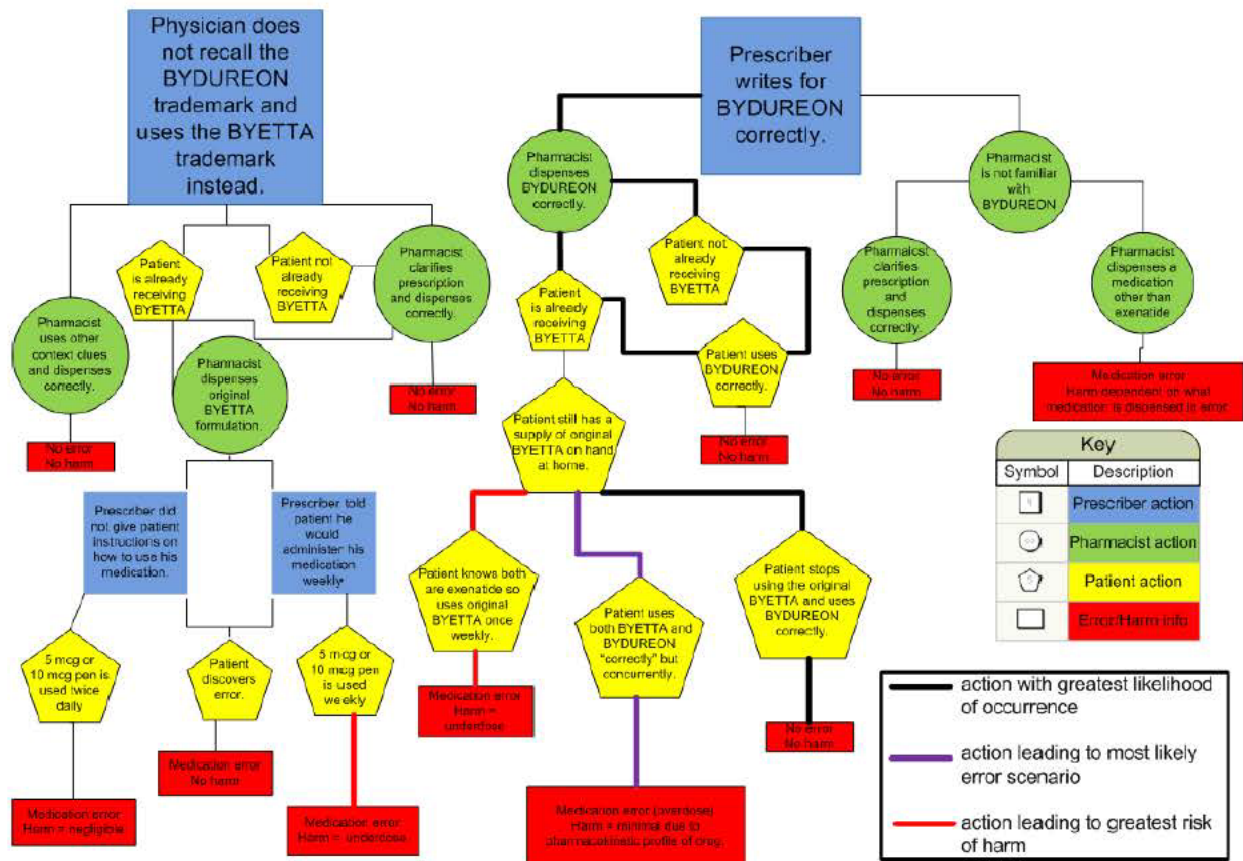 Physician does
not recall the
BYDUREON
trademark and
uses the BYETTA
trademark
instead.
Prescriber
writes for
BYDUREON
correctly.
Pharmacist
dispenses
BYDUREON
correctly.
Pharmacist
is not familiar
with
BYDUREON
Patient
is already
receiving
BYETTA
Patient not
already
receiving
BYETTA
Pharmacist
clarifies
prescription
and dispenses
correctly.
Patient not
already
receiving
BYETTA
Pharmacist
clarifies
prescription
and
dispenses
correctly.
Pharmacist
dispenses a
medication
other than
exenatide
Patient
is already
receiving
BYETTA
Pharmacist
uses other
context clues
and dispenses
correctly.
Pharmacist
dispenses
original
BYETTA
formulation.
Patient uses
BYDUREON
correctly.
No error
No harm
No error
No harm
Medication error
Harm dependent on what
medication is dispensed is error
No error
No harm
Patient still has a
supply of original
BYETTA on hand
at home.
No error
No harm
Key
Symbol
Description
Prescriber action
Pharmacist action
Patient action
Error/Harm info
Prescriber did
not give patient
instructions on
how to use his
medication.
Prescriber told
patient he
would
administer his
medication
weekly
Patient knows both
are exenatide so
uses original
BYETTA once
weekly.
Patient uses
both BYETTA and
BYDUREON
"correctly" but
concurrently.
Patient stops
using the original
BYETTA and uses
BYDUREON
correctly.
5 mcg or
10 mcg pen is
used twice
daily
Patient
discovers
error.
5 mcg or
10 mcg pen
is used
weekly
Medication error
Harm =
underdose
No error
No harm
Medication error
No harm
Medication error
Harm = negligible
Medication error
Harm = underdose
Medication error (overdose)
Harm = minimal due to
pharmacokinetic profile of drug.
action with greatest likelihood
of occurrence
action leading to most likely
error scenario
action leading to greatest risk
of harm